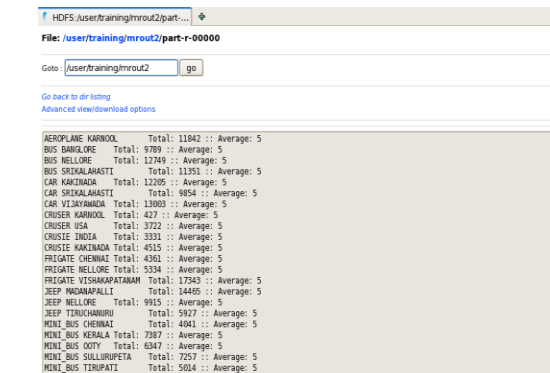 HDFS:/user/training/mrout2/part-...
File: /user/training/mrout2/part-r-00000
Goto : /user/training/mrout2 go
Go back to dir listing
Advanced view/download options
AEROPLANE KARNOOL Total: 11842 :: Average: 5
BUS BANGLORE Total: 9789 :: Average: 5
BUS NELLORE Total: 12749 :: Average: 5
BUS SRIKALAHASTI Total: 11351 :: Average: 5
CAR KAKINADA Total: 12205 :: Average: 5
CAR SRIKALAHASTI Total: 9854 :: Average: 5
CAR VIJAYAWADA Total: 13003 :: Average: 5
CRUSER KARNOOL Total: 427 :: Average: 5
CRUSER USA Total: 3722 :: Average: 5
CRUSIE INDIA Total: 3331 :: Average: 5
CRUSIE KAKINADA Total: 4515 :: Average: 5
FRIGATE CHENNAI Total: 4361 :: Average: 5
FRIGATE NELLORE Total: 5334 :: Average: 5
FRIGATE VISHAKAPATANAM Total: 17343 :: Average: 5
JEEP MADANAPALLI Total: 14465 :: Average: 5
JEEP NELLORE Total: 9915 :: Average: 5
JEEP TIRUCHANURU Total: 5927 :: Average: 5
MINI_BUS CHENNAI Total: 4041 :: Average: 5
MINI_BUS KERALA Total: 7387 :: Average: 5
MINI_BUS OOTY Total: 6347 :: Average: 5
MINI_BUS SULLURUPETA Total: 7257 :: Average: 5
MINI_BUS TIRUPATI Total: 5014 :: Average: 5